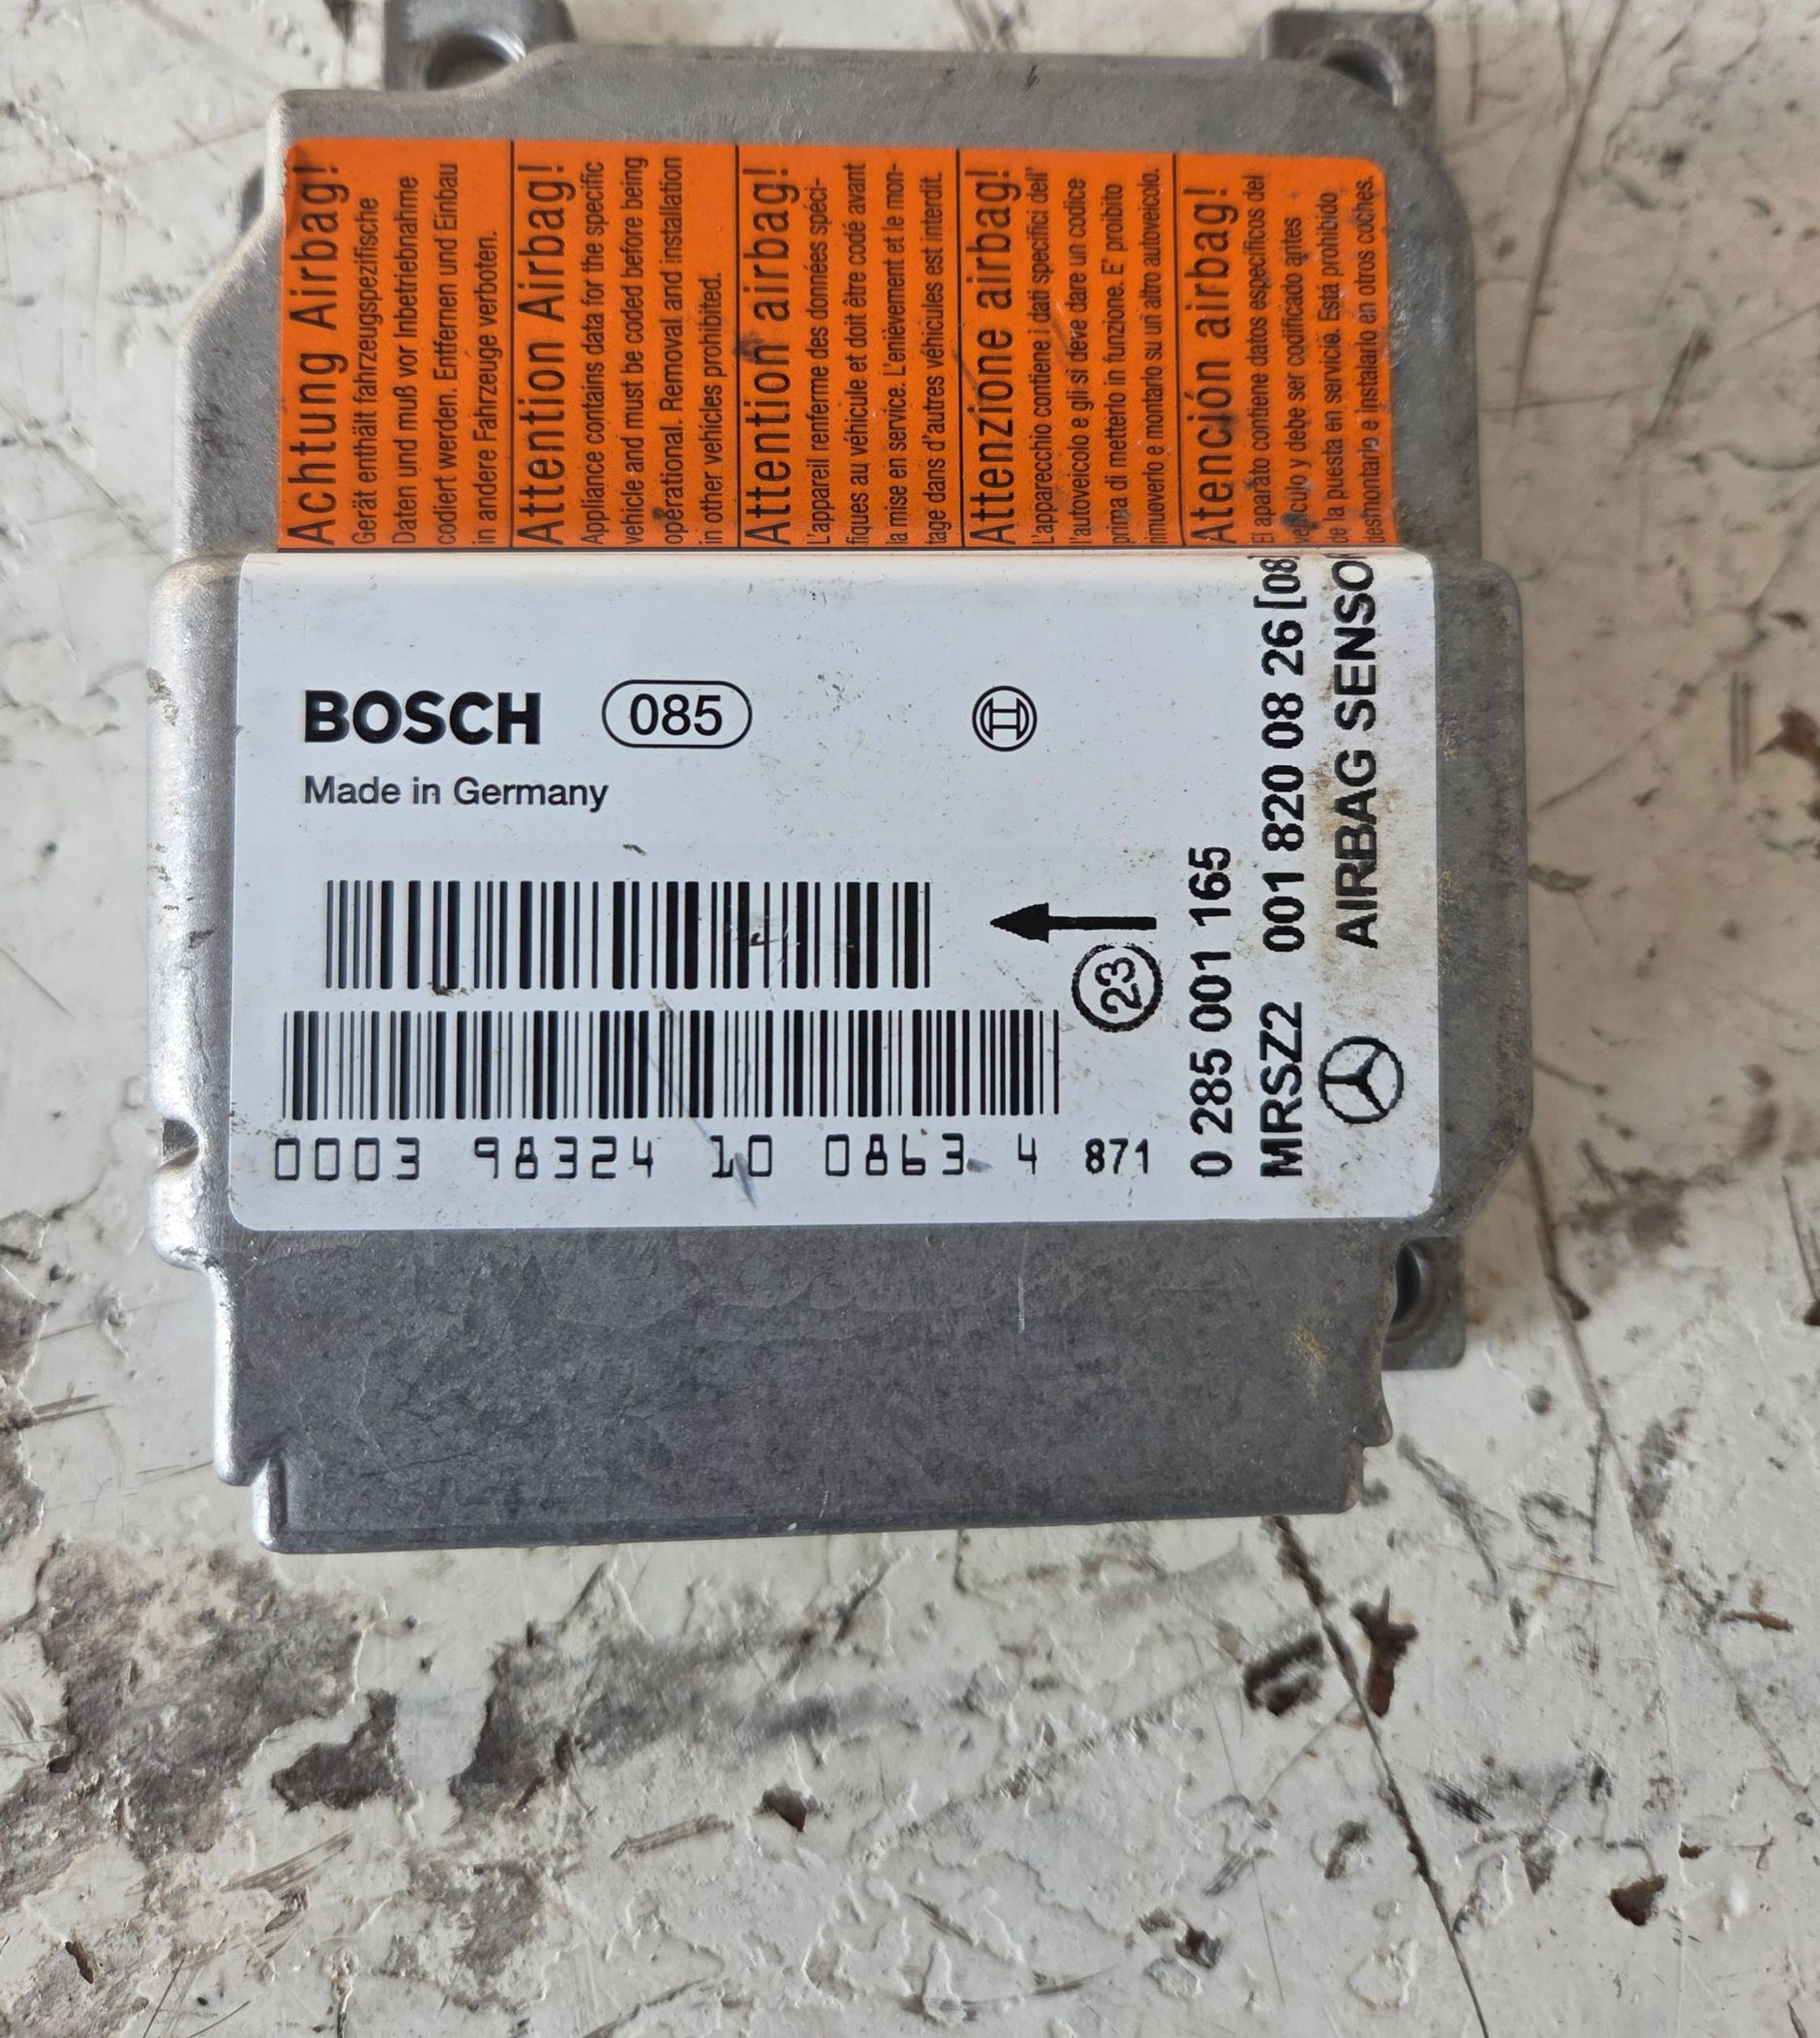 Achtung Airbag!
Gerät enthält fahrzeugspezifische
Daten und muß vor Inbetriebnahme
codiert werden. Entfernen und Einbau
in andere Fahrzeuge verboten.
Attention Airbag!
Appliance contains data for the specific
vehicle and must be coded before being
operational. Removal and installation
in other vehicles prohibited.
Attention airbag!
L'appareil renferme des données spéci-
fiques au véhicule et doit être codé avant
la mise en service. L'enlèvement et le mon-
tage dans d'autres véhicules est interdit.
Attenzione airbag!
L'apparecchio contiene i dati specifici dell'
l'autoveicolo e gli si deve dare un codice
prima di metterlo in funzione. E' proibito
rimuoverlo e montarlo su un altro autoveicolo.
Atención airbag!
El aparato contiene datos específicos del
vehículo y debe ser codificado antes
de la puesta en servicio. Está prohibido
desmontarlo e instalarlo en otros coches.
BOSCH 085
Made in Germany
23
0003 98324 10 0863 4 871
0 285 001 165
MRSZ2 001 820 08 26 [08]
AIRBAG SENSOR